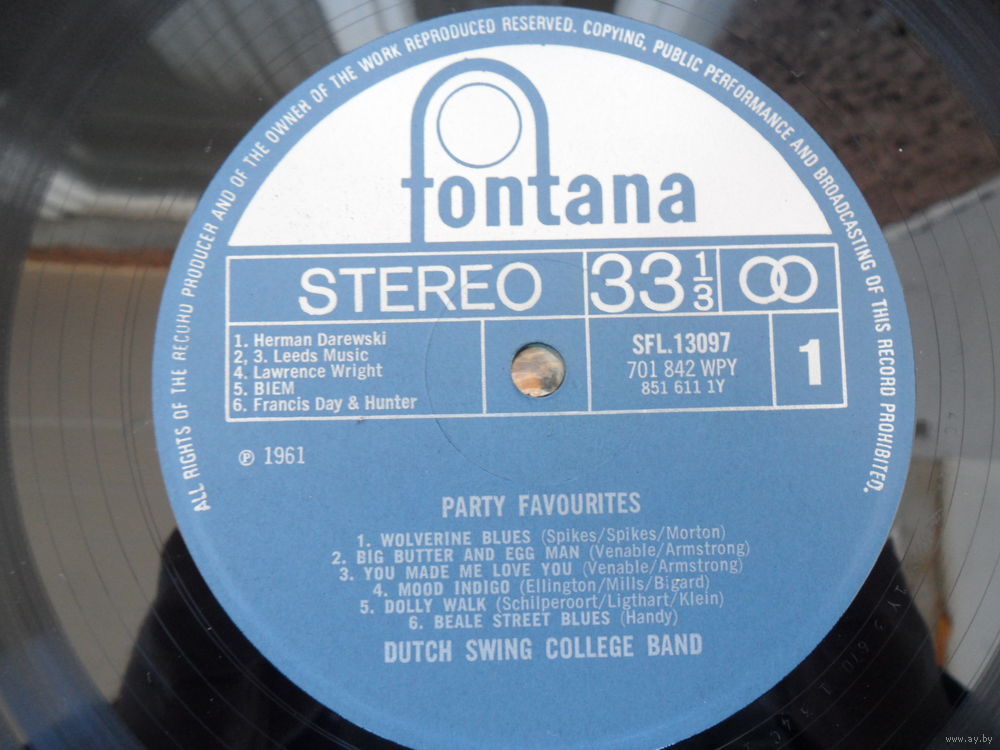 ALL RIGHTS OF THE RECORD PRODUCER AND OF THE OWNER OF THE WORK REPRODUCED RESERVED. COPYING, PUBLIC PERFORMANCE AND BROADCASTING OF THIS RECORD PROHIBITED.
fontana
STEREO 33 1/3
1. Herman Darewski
2, 3. Leeds Music
4. Lawrence Wright
5. BIEM
6. Francis Day & Hunter
SFL.13097
701 842 WPY
851 611 1Y
1
℗ 1961
PARTY FAVOURITES
1. WOLVERINE BLUES (Spikes/Spikes/Morton)
2. BIG BUTTER AND EGG MAN (Venable/Armstrong)
3. YOU MADE ME LOVE YOU (Venable/Armstrong)
4. MOOD INDIGO (Ellington/Mills/Bigard)
5. DOLLY WALK (Schilperoort/Ligthart/Klein)
6. BEALE STREET BLUES (Handy)
DUTCH SWING COLLEGE BAND
www.ay.by